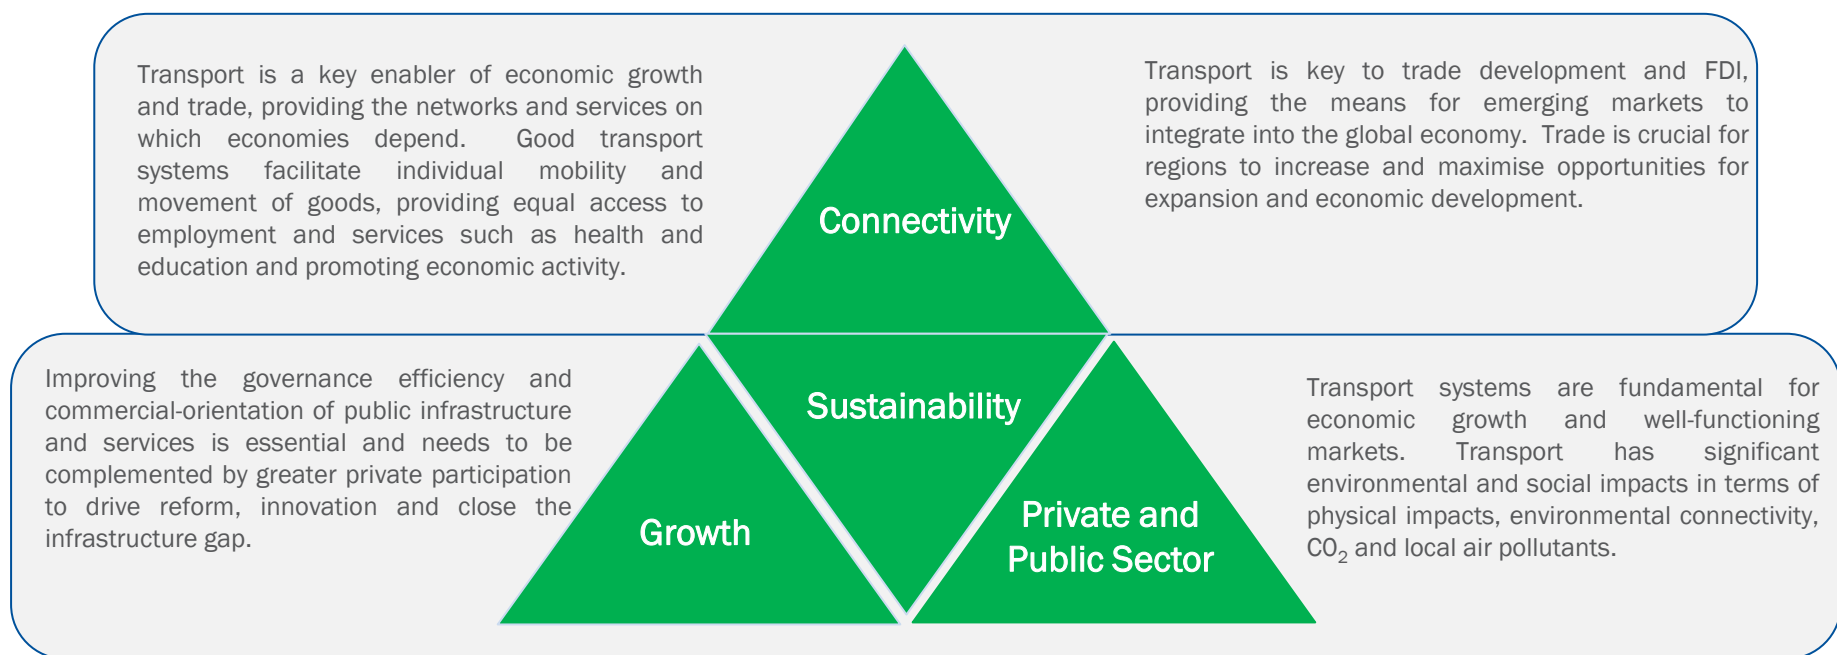 Transport is a key enabler of economic growth
and trade, providing the networks and services on
which economies depend. Good transport
systems facilitate individual mobility and
movement of goods, providing equal access to
employment and services such as health and
education and promoting economic activity.
Transport is key to trade development and FDI,
providing the means for emerging markets to
integrate into the global economy. Trade is crucial for
regions to increase and maximise opportunities for
expansion and economic development.
Connectivity
Improving the governance efficiency and
commercial-orientation of public infrastructure
and services is essential and needs to be
complemented by greater private participation
to drive reform, innovation and close the
infrastructure gap.
Sustainability
Growth
Private and
Public Sector
Transport systems are fundamental for
economic growth and well-functioning
markets. Transport has significant
environmental and social impacts in terms of
physical impacts, environmental connectivity,
CO₂ and local air pollutants.